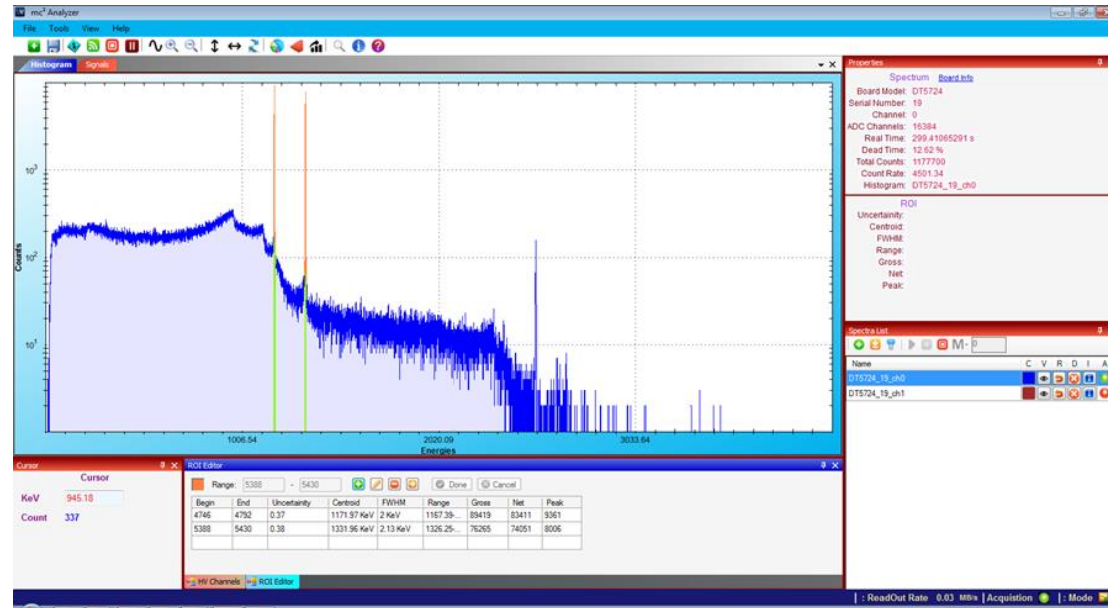 mc² Analyzer
File Tools View Help
Histogram Signals
10³
10²
10¹
Counts
1006.54 2020.09 3033.64
Energies
Properties
Spectrum Board Info
Board Model: DT5724
Serial Number: 19
Channel: 0
ADC Channels: 16384
Real Time: 299.41065291 s
Dead Time: 12.62 %
Total Counts: 1177700
Count Rate: 4501.34
Histogram: DT5724_19_ch0
ROI
Uncertainity:
Centroid:
FWHM:
Range:
Gross:
Net:
Peak:
Spectra List
M- 0
Name C V R D I A
DT5724_19_ch0
DT5724_19_ch1
Cursor
Cursor
KeV 945.18
Count 337
ROI Editor
Range: 5388 - 5430 Done Cancel
Begin End Uncertainity Centroid FWHM Range Gross Net Peak
4746 4792 0.37 1171.97 KeV 2 KeV 1167.39-... 89419 83411 9361
5388 5430 0.38 1331.96 KeV 2.13 KeV 1326.25-... 76265 74051 8006
HV Channels ROI Editor
| : ReadOut Rate 0.03 MB/s | Acquistion | : Mode